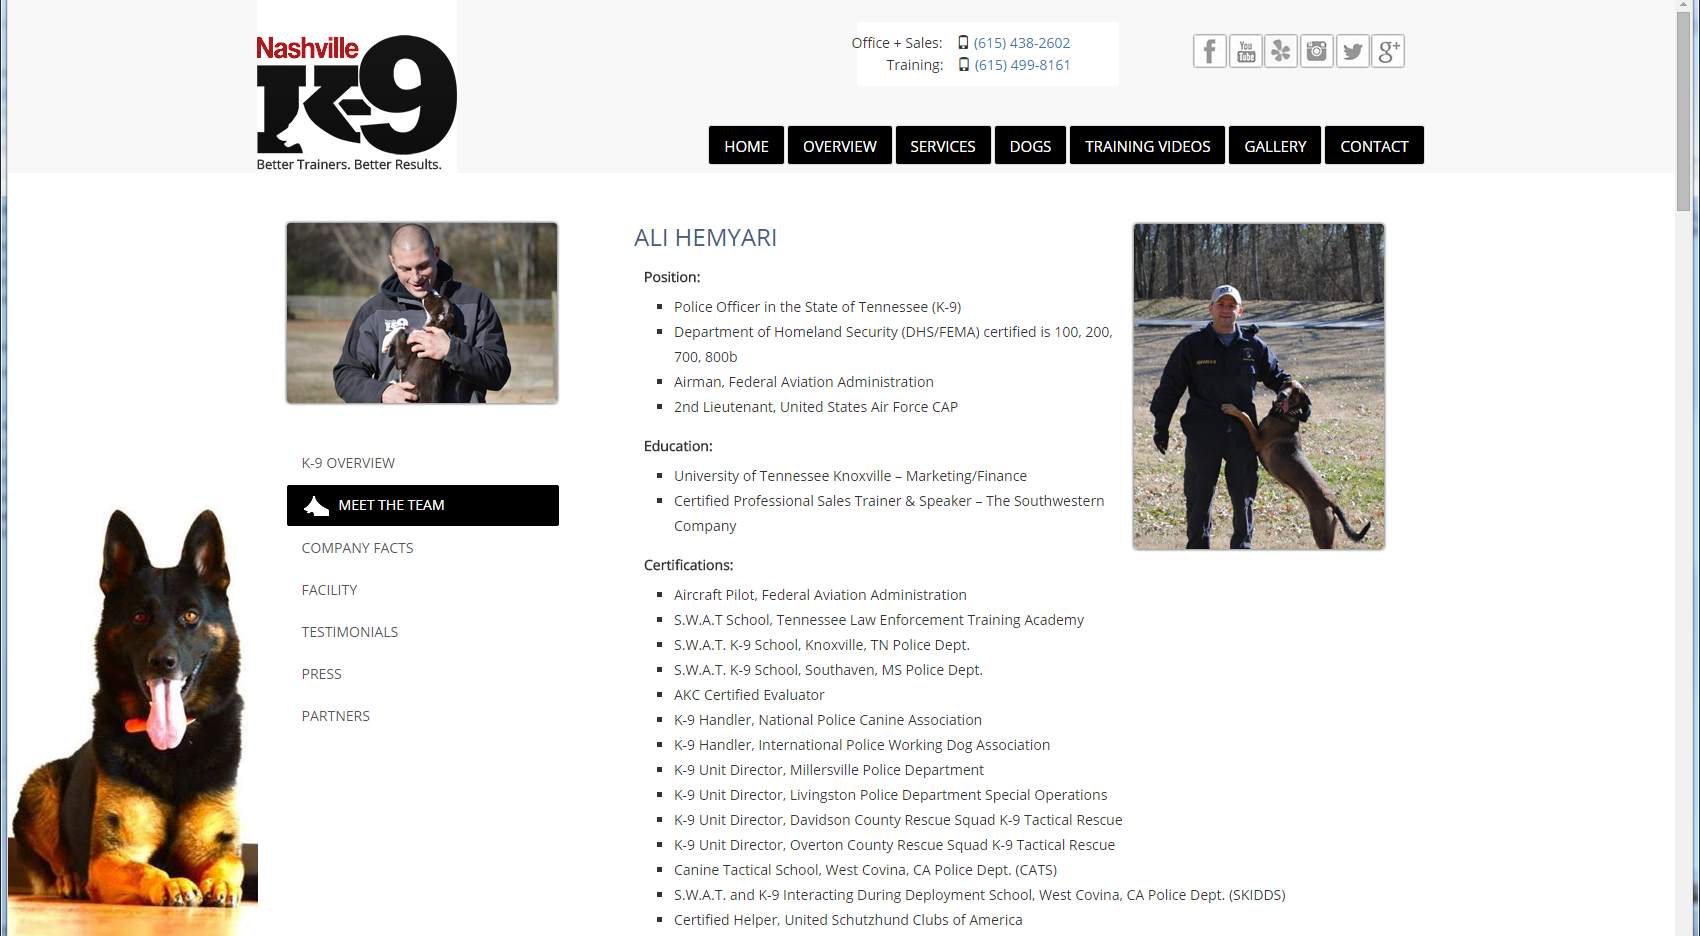 Nashville
K-9
Better Trainers. Better Results.
Office + Sales: (615) 438-2602
Training: (615) 499-8161
f You Tube g+
HOME OVERVIEW SERVICES DOGS TRAINING VIDEOS GALLERY CONTACT
K-9
K-9 OVERVIEW
MEET THE TEAM
COMPANY FACTS
FACILITY
TESTIMONIALS
PRESS
PARTNERS
ALI HEMYARI
Position:
Police Officer in the State of Tennessee (K-9)
Department of Homeland Security (DHS/FEMA) certified is 100, 200,
700, 800b
Airman, Federal Aviation Administration
2nd Lieutenant, United States Air Force CAP
Education:
University of Tennessee Knoxville – Marketing/Finance
Certified Professional Sales Trainer & Speaker – The Southwestern
Company
Certifications:
Aircraft Pilot, Federal Aviation Administration
S.W.A.T School, Tennessee Law Enforcement Training Academy
S.W.A.T. K-9 School, Knoxville, TN Police Dept.
S.W.A.T. K-9 School, Southaven, MS Police Dept.
AKC Certified Evaluator
K-9 Handler, National Police Canine Association
K-9 Handler, International Police Working Dog Association
K-9 Unit Director, Millersville Police Department
K-9 Unit Director, Livingston Police Department Special Operations
K-9 Unit Director, Davidson County Rescue Squad K-9 Tactical Rescue
K-9 Unit Director, Overton County Rescue Squad K-9 Tactical Rescue
Canine Tactical School, West Covina, CA Police Dept. (CATS)
S.W.A.T. and K-9 Interacting During Deployment School, West Covina, CA Police Dept. (SKIDDS)
Certified Helper, United Schutzhund Clubs of America